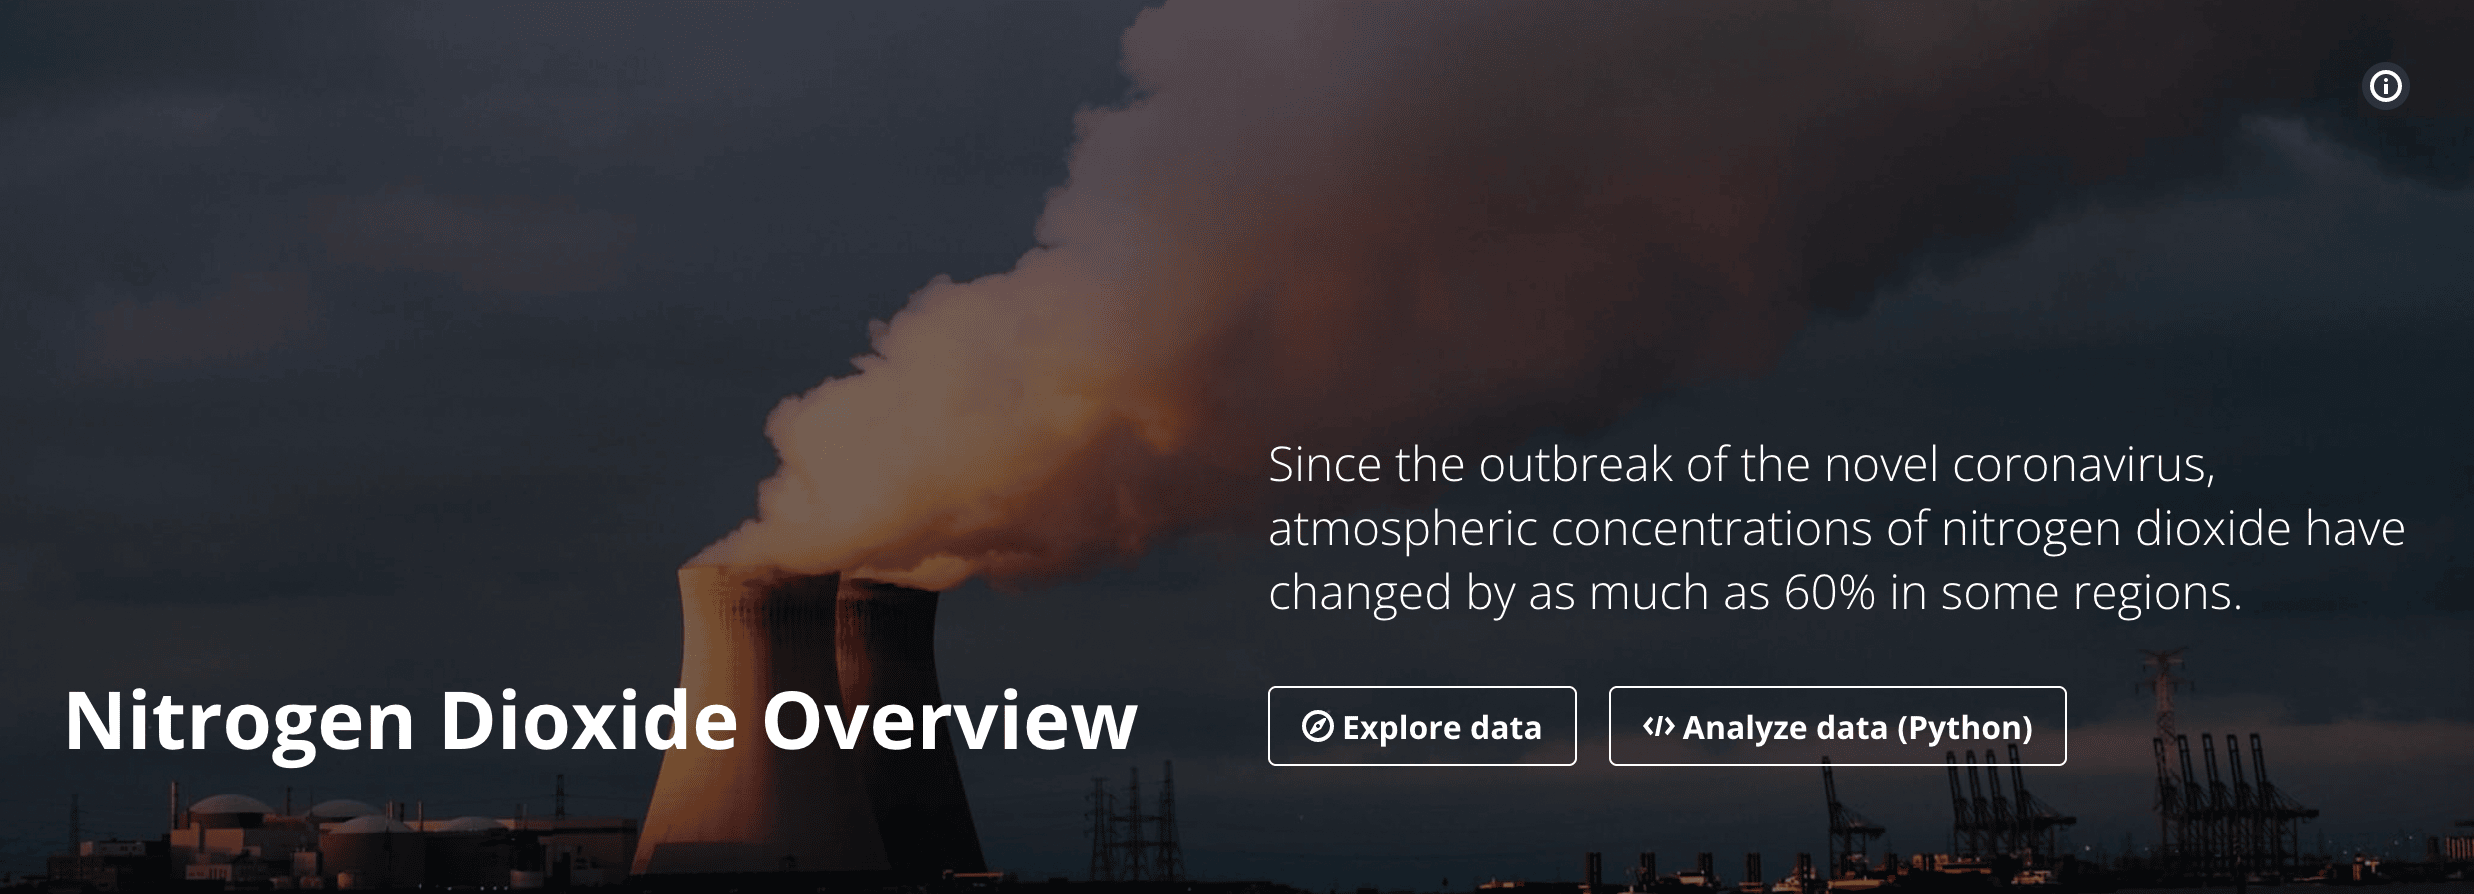 Since the outbreak of the novel coronavirus,
atmospheric concentrations of nitrogen dioxide have
changed by as much as 60% in some regions.
Nitrogen Dioxide Overview
Explore data
Analyze data (Python)